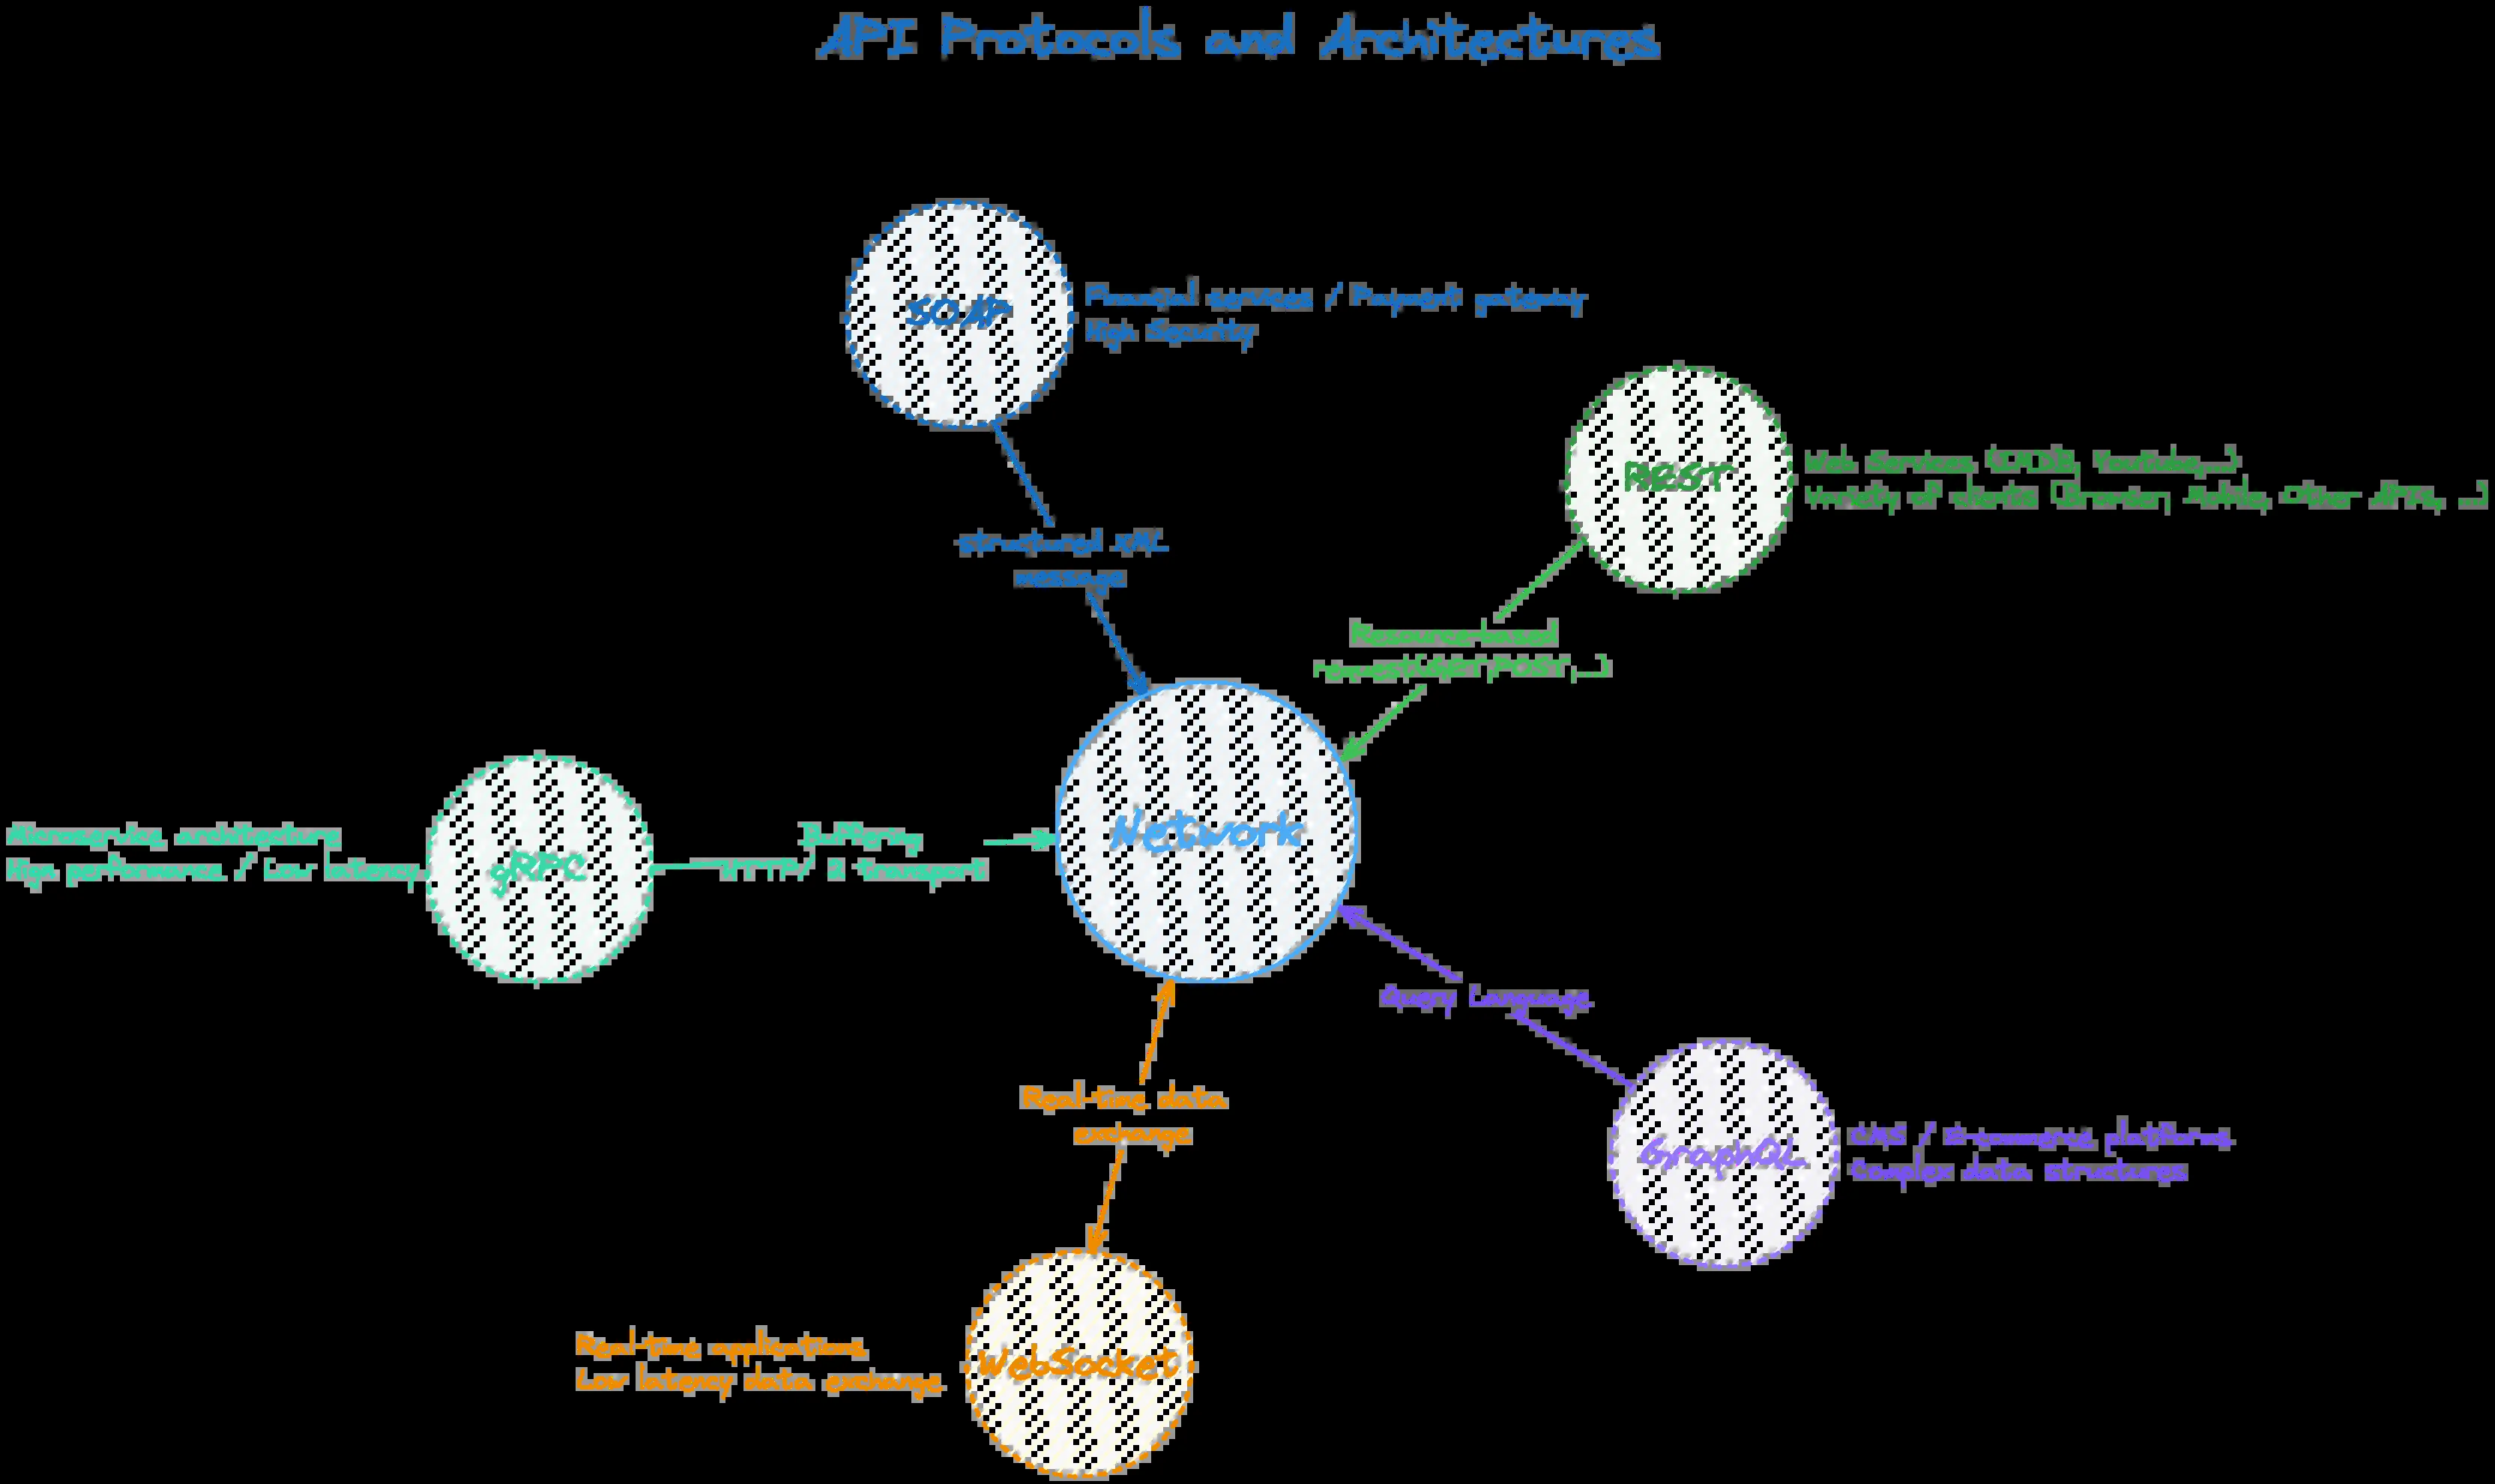 API Protocols and Architectures
SOAP
Financial services / Payment gateway
High Security
structured XML
message
REST
Web Services (IMDB, Youtube,...)
Variety of clients (Browser, Mobile, Other APIs, ...)
Resource-based
request(GET,POST,...)
Network
Microservice architecture
High performance / Low latency
gRPC
Buffering
HTTP/ 2 transport
Query Language
GraphQL
CMS / E-commerce platforms
Complex data structures
Real-time data
exchange
WebSocket
Real-time applications
Low latency data exchange